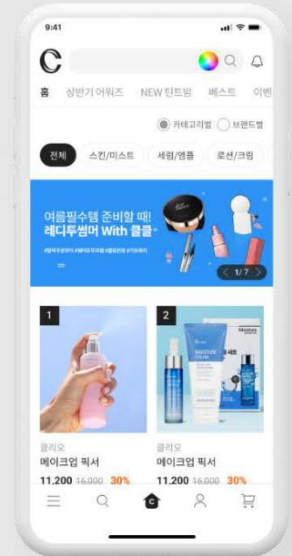 9:41
C
홈 상반기 어워즈 NEW 틴트밤 베스트 이벤
카테고리별 브랜드별
전체 스킨/미스트 세럼/앰플 로션/크림
여름필수템 준비할 때!
레디투썸머 With 클클
1/7
1
2
MOISTURE
CREAM
클리오
메이크업 픽서
11,200 16,000 30%
클리오
메이크업 픽서
11,200 16,000 30%
C